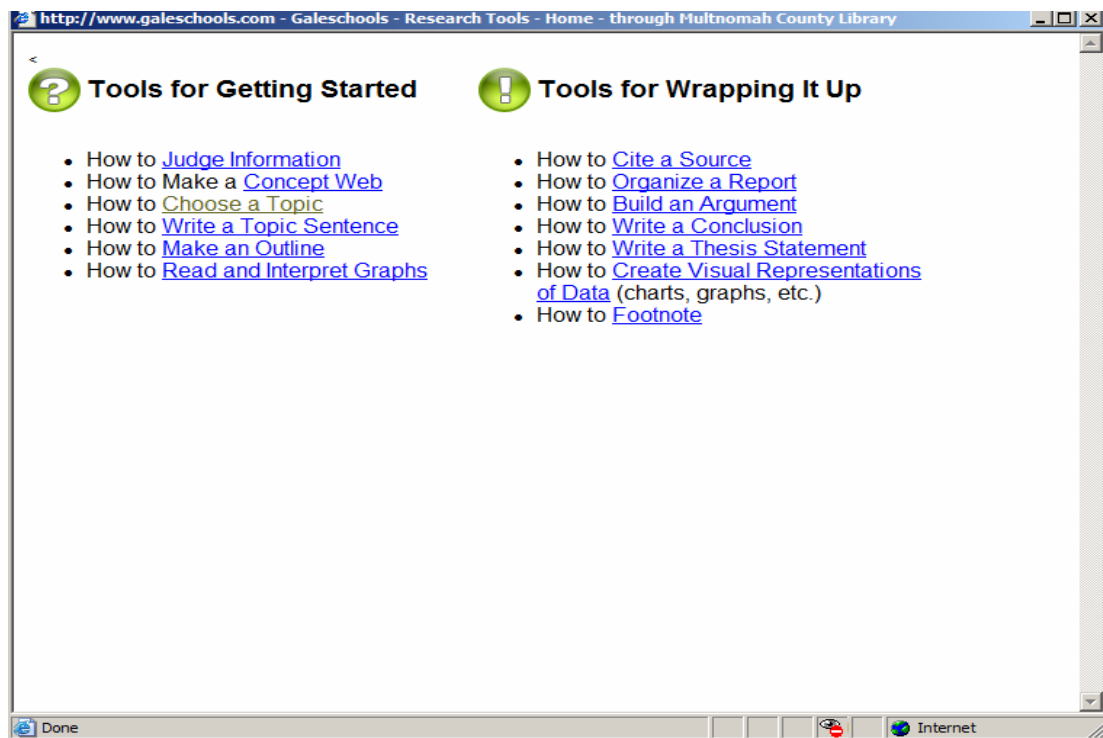 http://www.galeschools.com - Galeschools - Research Tools - Home - through Multnomah County Library
<
? Tools for Getting Started
• How to Judge Information
• How to Make a Concept Web
• How to Choose a Topic
• How to Write a Topic Sentence
• How to Make an Outline
• How to Read and Interpret Graphs
! Tools for Wrapping It Up
• How to Cite a Source
• How to Organize a Report
• How to Build an Argument
• How to Write a Conclusion
• How to Write a Thesis Statement
• How to Create Visual Representations
of Data (charts, graphs, etc.)
• How to Footnote
Done
Internet